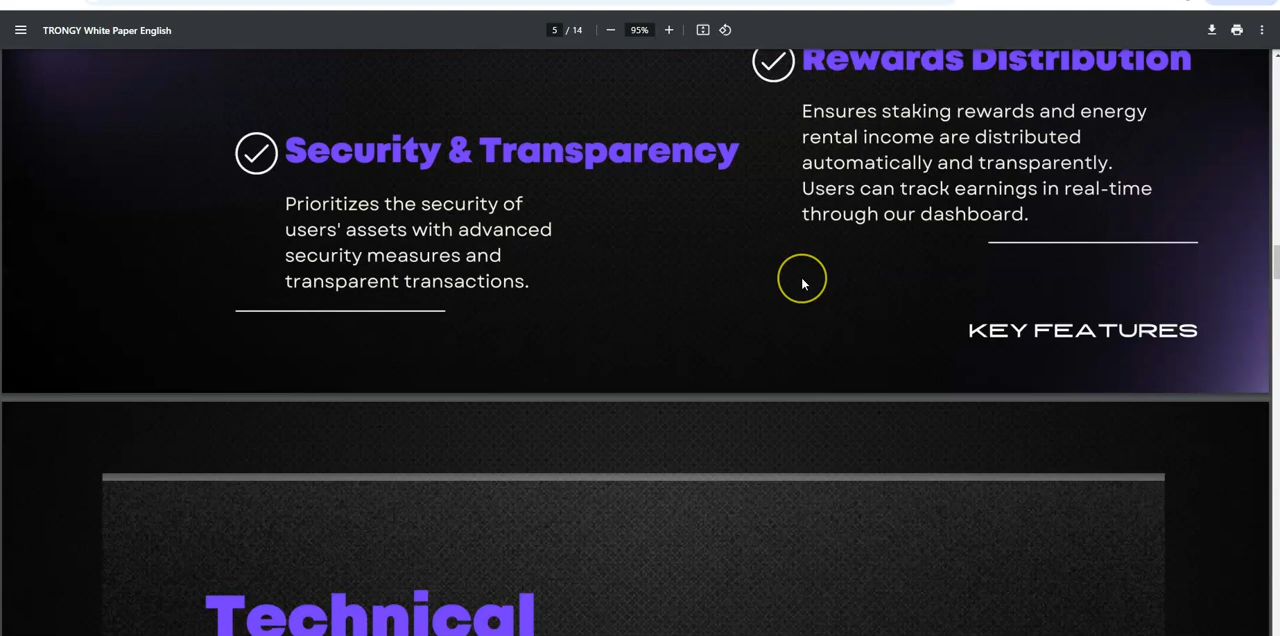 TRONGY White Paper English
5 / 14
95%
Rewards Distribution
Ensures staking rewards and energy
rental income are distributed
automatically and transparently.
Users can track earnings in real-time
through our dashboard.
Security & Transparency
Prioritizes the security of
users' assets with advanced
security measures and
transparent transactions.
KEY FEATURES
Technical